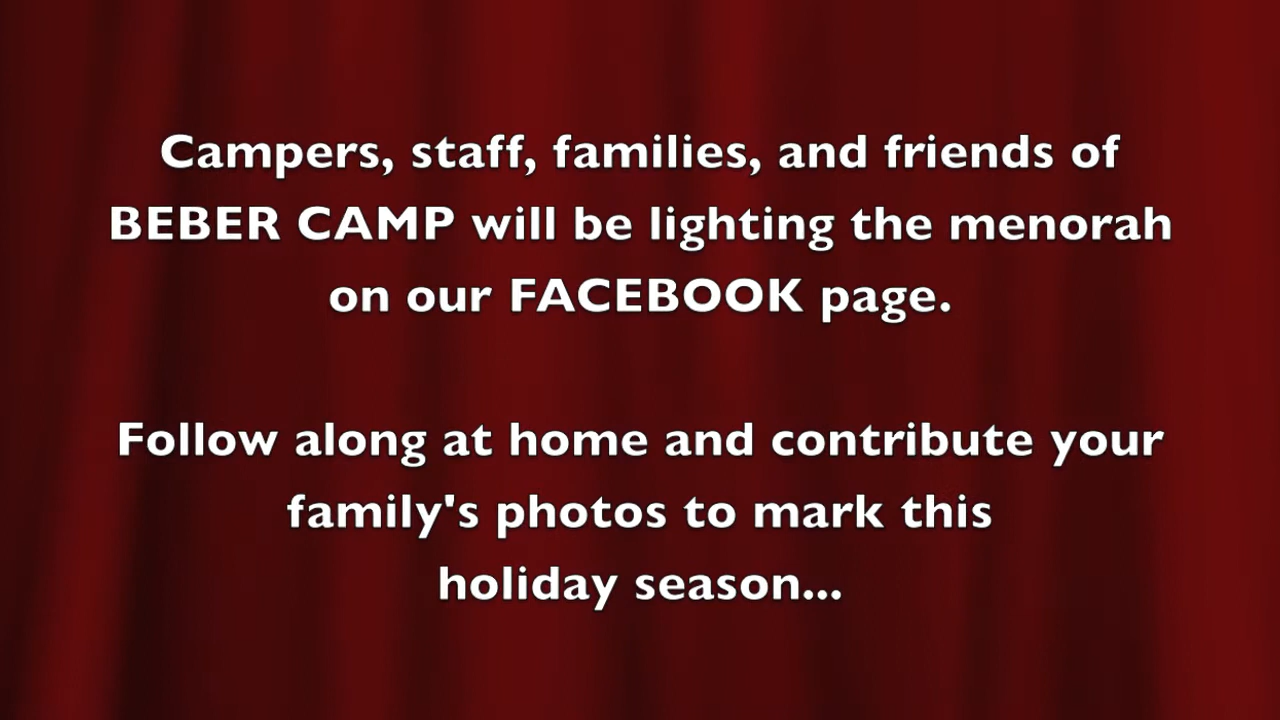 Campers, staff, families, and friends of
BEBER CAMP will be lighting the menorah
on our FACEBOOK page.
Follow along at home and contribute your
family's photos to mark this
holiday season...